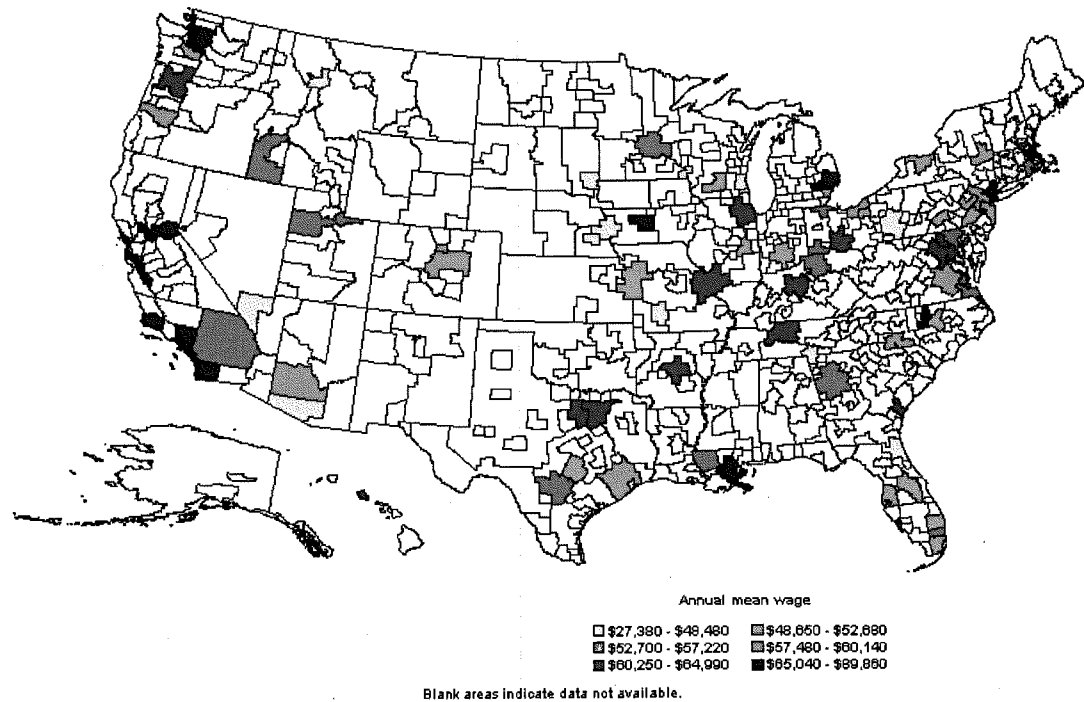 Annual mean wage
$27,380 - $48,480 $48,650 - $52,680
$52,700 - $57,220 $57,480 - $60,140
$60,250 - $64,990 $65,040 - $89,860
Blank areas indicate data not available.